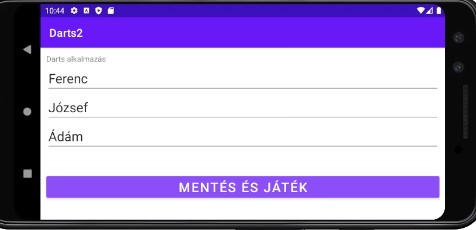 10:44
Darts2
Darts alkalmazás
Ferenc
József
Ádám
MENTÉS ÉS JÁTÉK